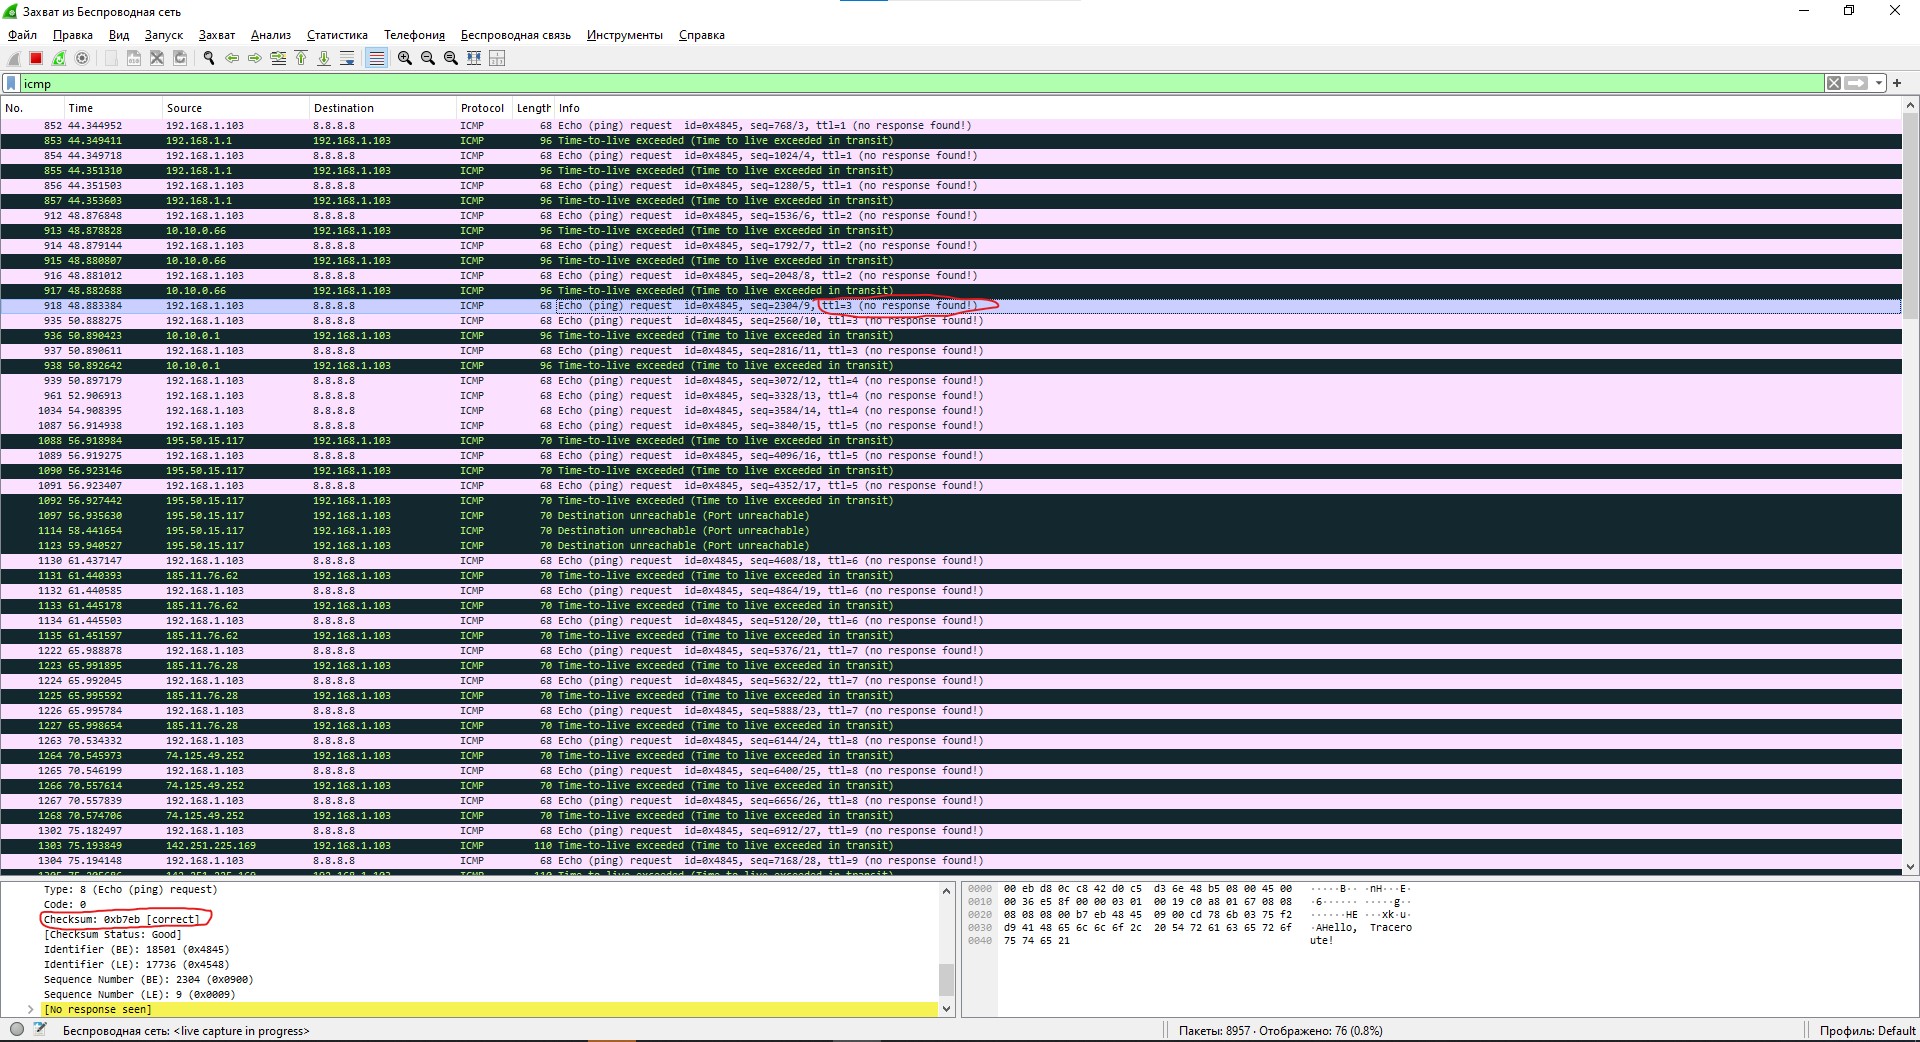 Захват из Беспроводная сеть
Файл Правка Вид Запуск Захват Анализ Статистика Телефония Беспроводная связь Инструменты Справка
icmp
No. Time Source Destination Protocol Length Info
852 44.344952 192.168.1.103 8.8.8.8 ICMP 68 Echo (ping) request id=0x4845, seq=768/3, ttl=1 (no response found!)
853 44.349411 192.168.1.1 192.168.1.103 ICMP 96 Time-to-live exceeded (Time to live exceeded in transit)
854 44.349718 192.168.1.103 8.8.8.8 ICMP 68 Echo (ping) request id=0x4845, seq=1024/4, ttl=1 (no response found!)
855 44.351310 192.168.1.1 192.168.1.103 ICMP 96 Time-to-live exceeded (Time to live exceeded in transit)
856 44.351503 192.168.1.103 8.8.8.8 ICMP 68 Echo (ping) request id=0x4845, seq=1280/5, ttl=1 (no response found!)
857 44.353603 192.168.1.1 192.168.1.103 ICMP 96 Time-to-live exceeded (Time to live exceeded in transit)
912 48.876848 192.168.1.103 8.8.8.8 ICMP 68 Echo (ping) request id=0x4845, seq=1536/6, ttl=2 (no response found!)
913 48.878828 10.10.0.66 192.168.1.103 ICMP 96 Time-to-live exceeded (Time to live exceeded in transit)
914 48.879144 192.168.1.103 8.8.8.8 ICMP 68 Echo (ping) request id=0x4845, seq=1792/7, ttl=2 (no response found!)
915 48.880807 10.10.0.66 192.168.1.103 ICMP 96 Time-to-live exceeded (Time to live exceeded in transit)
916 48.881012 192.168.1.103 8.8.8.8 ICMP 68 Echo (ping) request id=0x4845, seq=2048/8, ttl=2 (no response found!)
917 48.882688 10.10.0.66 192.168.1.103 ICMP 96 Time-to-live exceeded (Time to live exceeded in transit)
918 48.883384 192.168.1.103 8.8.8.8 ICMP 68 Echo (ping) request id=0x4845, seq=2304/9, ttl=3 (no response found!)
935 50.888275 192.168.1.103 8.8.8.8 ICMP 68 Echo (ping) request id=0x4845, seq=2560/10, ttl=3 (no response found!)
936 50.890423 10.10.0.1 192.168.1.103 ICMP 96 Time-to-live exceeded (Time to live exceeded in transit)
937 50.890611 192.168.1.103 8.8.8.8 ICMP 68 Echo (ping) request id=0x4845, seq=2816/11, ttl=3 (no response found!)
938 50.892642 10.10.0.1 192.168.1.103 ICMP 96 Time-to-live exceeded (Time to live exceeded in transit)
939 50.897179 192.168.1.103 8.8.8.8 ICMP 68 Echo (ping) request id=0x4845, seq=3072/12, ttl=4 (no response found!)
961 52.906913 192.168.1.103 8.8.8.8 ICMP 68 Echo (ping) request id=0x4845, seq=3328/13, ttl=4 (no response found!)
1034 54.908395 192.168.1.103 8.8.8.8 ICMP 68 Echo (ping) request id=0x4845, seq=3584/14, ttl=4 (no response found!)
1087 56.914938 192.168.1.103 8.8.8.8 ICMP 68 Echo (ping) request id=0x4845, seq=3840/15, ttl=5 (no response found!)
1088 56.918984 195.50.15.117 192.168.1.103 ICMP 70 Time-to-live exceeded (Time to live exceeded in transit)
1089 56.919275 192.168.1.103 8.8.8.8 ICMP 68 Echo (ping) request id=0x4845, seq=4096/16, ttl=5 (no response found!)
1090 56.923146 195.50.15.117 192.168.1.103 ICMP 70 Time-to-live exceeded (Time to live exceeded in transit)
1091 56.923407 192.168.1.103 8.8.8.8 ICMP 68 Echo (ping) request id=0x4845, seq=4352/17, ttl=5 (no response found!)
1092 56.927442 195.50.15.117 192.168.1.103 ICMP 70 Time-to-live exceeded (Time to live exceeded in transit)
1097 56.935630 195.50.15.117 192.168.1.103 ICMP 70 Destination unreachable (Port unreachable)
1114 58.441654 195.50.15.117 192.168.1.103 ICMP 70 Destination unreachable (Port unreachable)
1123 59.940527 195.50.15.117 192.168.1.103 ICMP 70 Destination unreachable (Port unreachable)
1130 61.437147 192.168.1.103 8.8.8.8 ICMP 68 Echo (ping) request id=0x4845, seq=4608/18, ttl=6 (no response found!)
1131 61.440393 185.11.76.62 192.168.1.103 ICMP 70 Time-to-live exceeded (Time to live exceeded in transit)
1132 61.440585 192.168.1.103 8.8.8.8 ICMP 68 Echo (ping) request id=0x4845, seq=4864/19, ttl=6 (no response found!)
1133 61.445178 185.11.76.62 192.168.1.103 ICMP 70 Time-to-live exceeded (Time to live exceeded in transit)
1134 61.445503 192.168.1.103 8.8.8.8 ICMP 68 Echo (ping) request id=0x4845, seq=5120/20, ttl=6 (no response found!)
1135 61.451597 185.11.76.62 192.168.1.103 ICMP 70 Time-to-live exceeded (Time to live exceeded in transit)
1222 65.988878 192.168.1.103 8.8.8.8 ICMP 68 Echo (ping) request id=0x4845, seq=5376/21, ttl=7 (no response found!)
1223 65.991895 185.11.76.28 192.168.1.103 ICMP 70 Time-to-live exceeded (Time to live exceeded in transit)
1224 65.992045 192.168.1.103 8.8.8.8 ICMP 68 Echo (ping) request id=0x4845, seq=5632/22, ttl=7 (no response found!)
1225 65.995592 185.11.76.28 192.168.1.103 ICMP 70 Time-to-live exceeded (Time to live exceeded in transit)
1226 65.995784 192.168.1.103 8.8.8.8 ICMP 68 Echo (ping) request id=0x4845, seq=5888/23, ttl=7 (no response found!)
1227 65.998654 185.11.76.28 192.168.1.103 ICMP 70 Time-to-live exceeded (Time to live exceeded in transit)
1263 70.534332 192.168.1.103 8.8.8.8 ICMP 68 Echo (ping) request id=0x4845, seq=6144/24, ttl=8 (no response found!)
1264 70.545973 74.125.49.252 192.168.1.103 ICMP 70 Time-to-live exceeded (Time to live exceeded in transit)
1265 70.546199 192.168.1.103 8.8.8.8 ICMP 68 Echo (ping) request id=0x4845, seq=6400/25, ttl=8 (no response found!)
1266 70.557614 74.125.49.252 192.168.1.103 ICMP 70 Time-to-live exceeded (Time to live exceeded in transit)
1267 70.557839 192.168.1.103 8.8.8.8 ICMP 68 Echo (ping) request id=0x4845, seq=6656/26, ttl=8 (no response found!)
1268 70.574706 74.125.49.252 192.168.1.103 ICMP 70 Time-to-live exceeded (Time to live exceeded in transit)
1302 75.182497 192.168.1.103 8.8.8.8 ICMP 68 Echo (ping) request id=0x4845, seq=6912/27, ttl=9 (no response found!)
1303 75.193849 142.251.225.169 192.168.1.103 ICMP 110 Time-to-live exceeded (Time to live exceeded in transit)
1304 75.194148 192.168.1.103 8.8.8.8 ICMP 68 Echo (ping) request id=0x4845, seq=7168/28, ttl=9 (no response found!)
Type: 8 (Echo (ping) request)
Code: 0
Checksum: 0xb7eb [correct]
[Checksum Status: Good]
Identifier (BE): 18501 (0x4845)
Identifier (LE): 17736 (0x4548)
Sequence Number (BE): 2304 (0x0900)
Sequence Number (LE): 9 (0x0009)
[No response seen]
0000 00 eb d8 0c c8 42 d0 c5 d3 6e 48 b5 08 00 45 00 ·····B·· ·nH···E·
0010 00 36 e5 8f 00 00 03 01 00 19 c0 a8 01 67 08 08 ·6······ ·····g··
0020 08 08 08 00 b7 eb 48 45 09 00 cd 78 6b 03 75 f2 ······HE ···xk·u·
0030 d9 41 48 65 6c 6c 6f 2c 20 54 72 61 63 65 72 6f ·AHello, Tracero
0040 75 74 65 21 ute!
Беспроводная сеть: <live capture in progress> Пакеты: 8957 · Отображено: 76 (0.8%) Профиль: Default